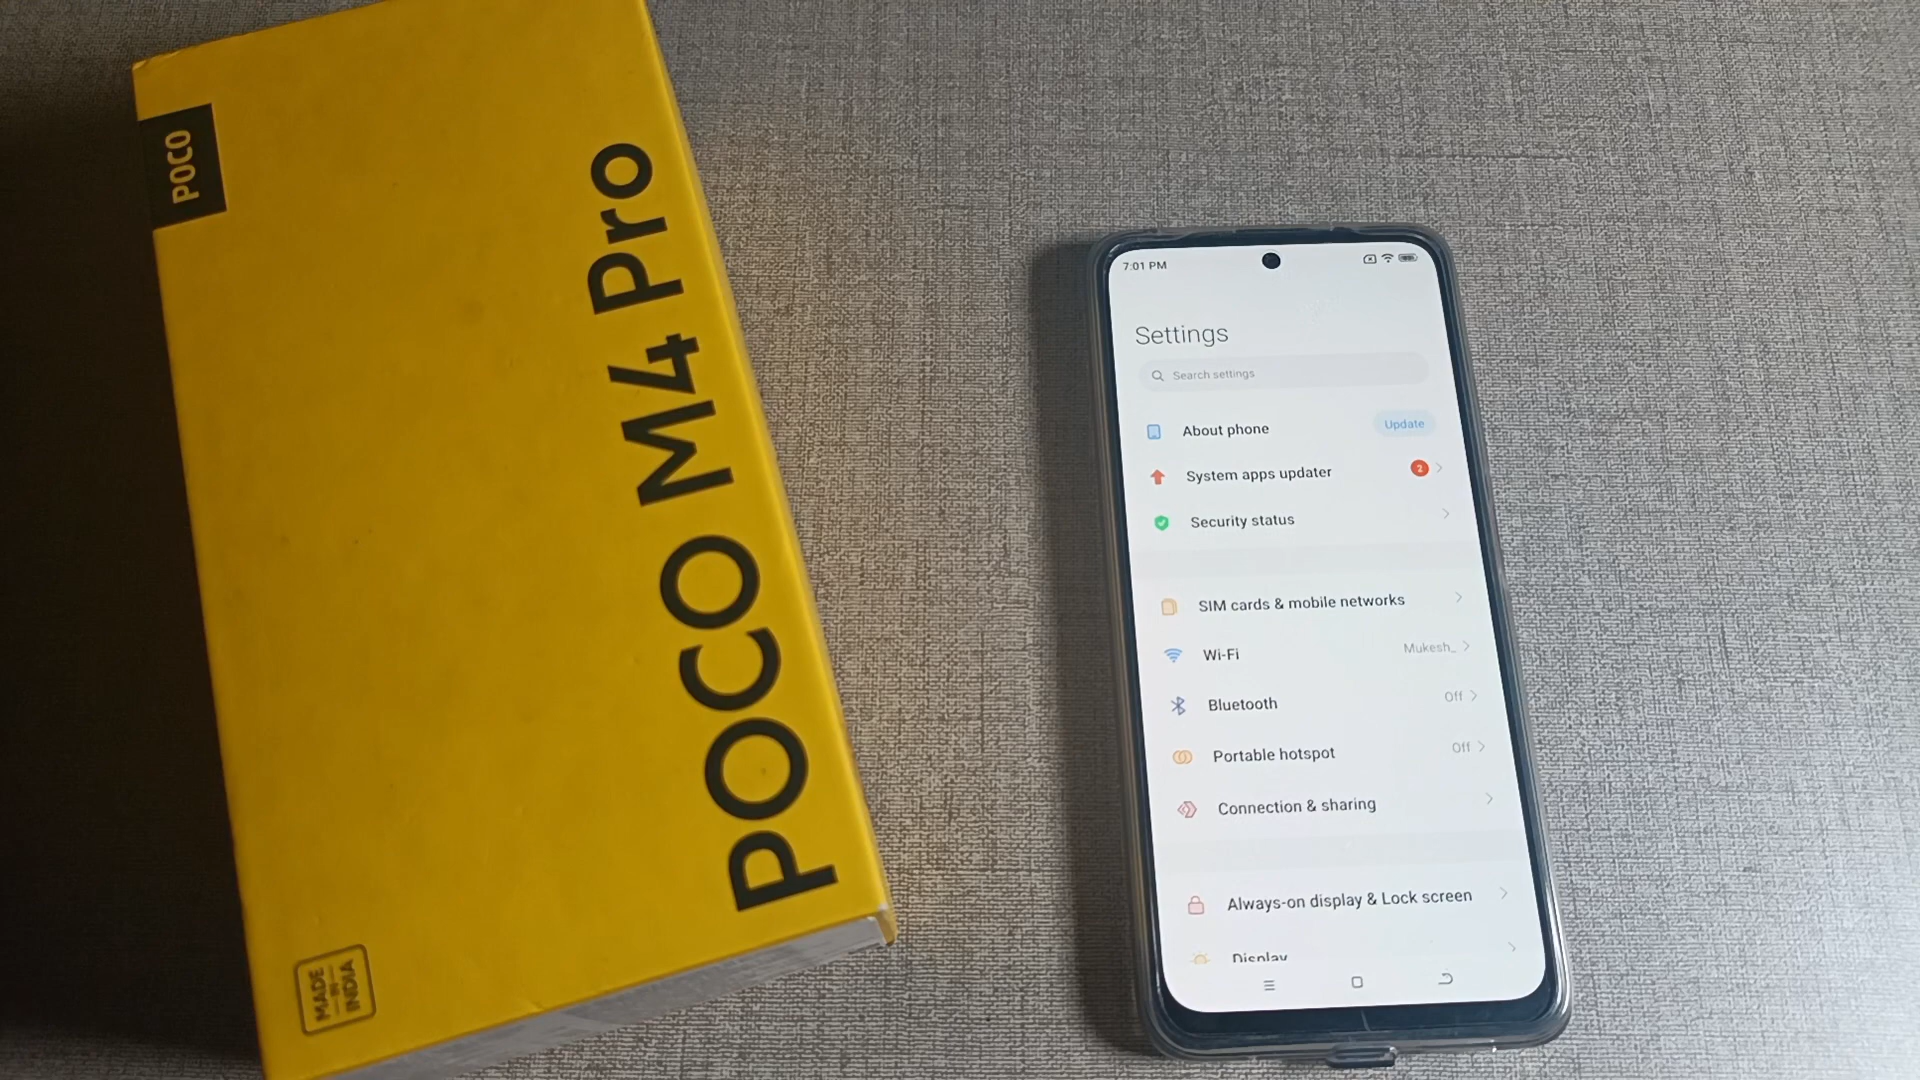 POCO
POCO M4 Pro
MADE
IN
INDIA
7:01 PM
Settings
Search settings
About phone
Update
System apps updater
2
Security status
SIM cards & mobile networks
Wi-Fi
Mukesh_
Bluetooth
Off
Portable hotspot
Off
Connection & sharing
Always-on display & Lock screen
Display